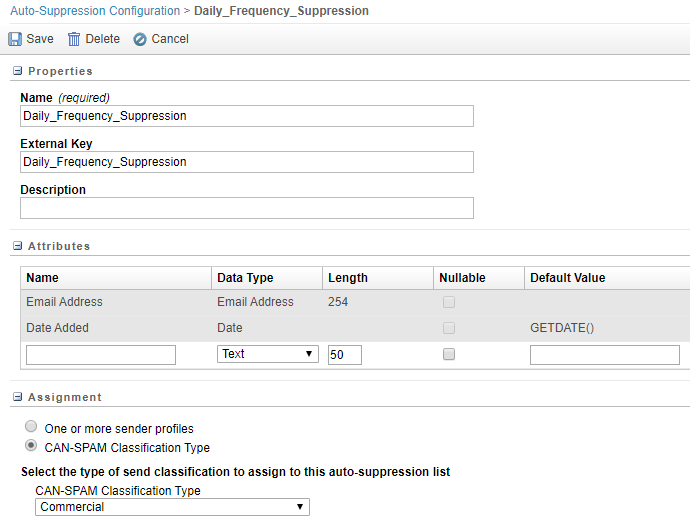 Auto-Suppression Configuration > Daily_Frequency_Suppression
Save Delete Cancel
Properties
Name (required)
Daily_Frequency_Suppression
External Key
Daily_Frequency_Suppression
Description
Attributes
Name Data Type Length Nullable Default Value
Email Address Email Address 254
Date Added Date GETDATE()
Text 50
Assignment
One or more sender profiles
CAN-SPAM Classification Type
Select the type of send classification to assign to this auto-suppression list
CAN-SPAM Classification Type
Commercial